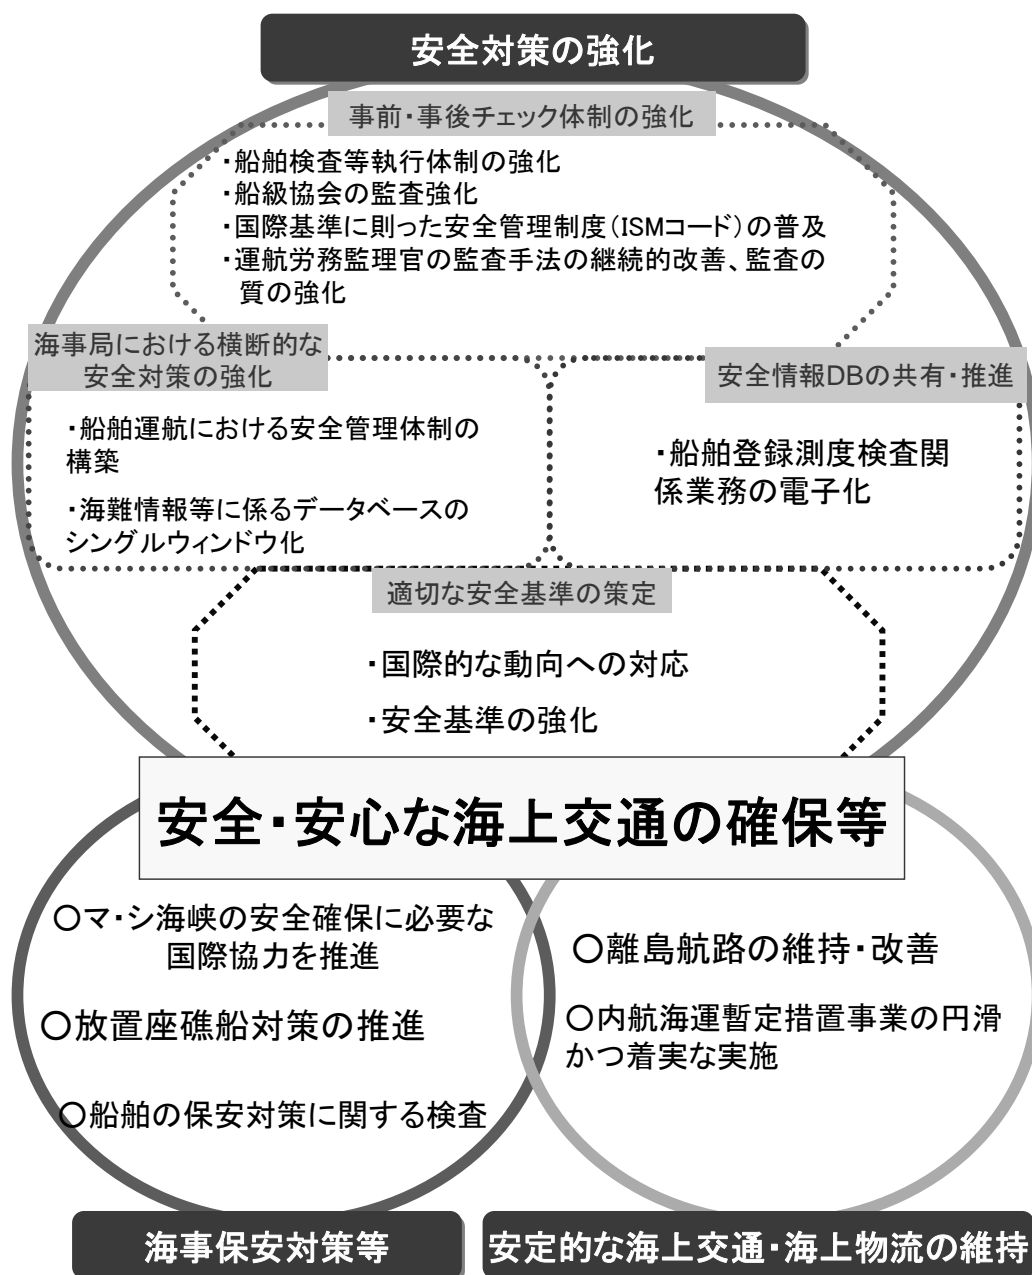 安全対策の強化
事前・事後チェック体制の強化
・船舶検査等執行体制の強化
・船級協会の監査強化
・国際基準に則った安全管理制度（ISMコード）の普及
・運航労務監理官の監査手法の継続的改善、監査の
質の強化
海事局における横断的な
安全対策の強化
・船舶運航における安全管理体制の
構築
・海難情報等に係るデータベースの
シングルウィンドウ化
安全情報DBの共有・推進
・船舶登録測度検査関
係業務の電子化
適切な安全基準の策定
・国際的な動向への対応
・安全基準の強化
安全・安心な海上交通の確保等
○マ・シ海峡の安全確保に必要な
国際協力を推進
○放置座礁船対策の推進
○船舶の保安対策に関する検査
○離島航路の維持・改善
○内航海運暫定措置事業の円滑
かつ着実な実施
海事保安対策等
安定的な海上交通・海上物流の維持